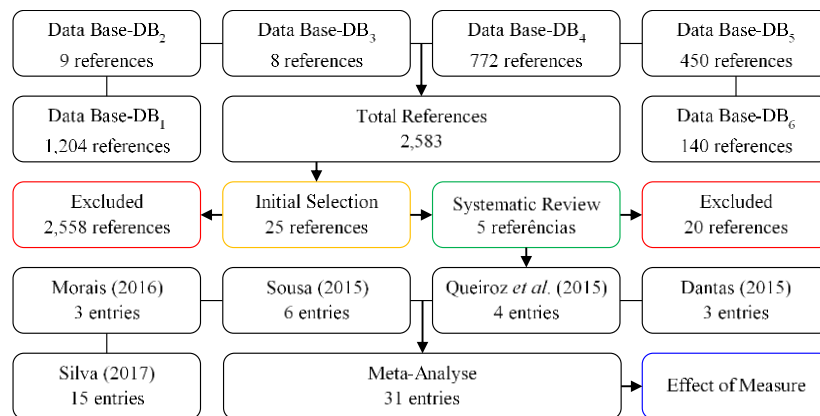 Data Base-DB2
9 references
Data Base-DB3
8 references
Data Base-DB4
772 references
Data Base-DB5
450 references
Data Base-DB1
1,204 references
Total References
2,583
Data Base-DB6
140 references
Excluded
2,558 references
Initial Selection
25 references
Systematic Review
5 referências
Excluded
20 references
Morais (2016)
3 entries
Sousa (2015)
6 entries
Queiroz et al. (2015)
4 entries
Dantas (2015)
3 entries
Silva (2017)
15 entries
Meta-Analyse
31 entries
Effect of Measure